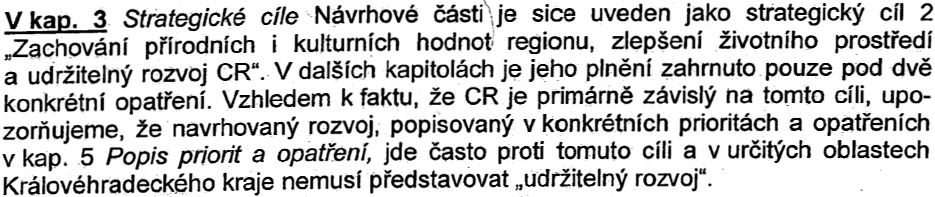 V kap. 3 Strategické cíle Návrhové části je sice uveden jako strategický cíl 2
„Zachování přírodních i kulturních hodnot regionu, zlepšení životního prostředí
a udržitelný rozvoj CR“. V dalších kapitolách je jeho plnění zahrnuto pouze pod dvě
konkrétní opatření. Vzhledem k faktu, že CR je primárně závislý na tomto cíli, upo-
zorňujeme, že navrhovaný rozvoj, popisovaný v konkrétních prioritách a opatřeních
v kap. 5 Popis priorit a opatření, jde často proti tomuto cíli a v určitých oblastech
Královéhradeckého kraje nemusí představovat „udržitelný rozvoj“.